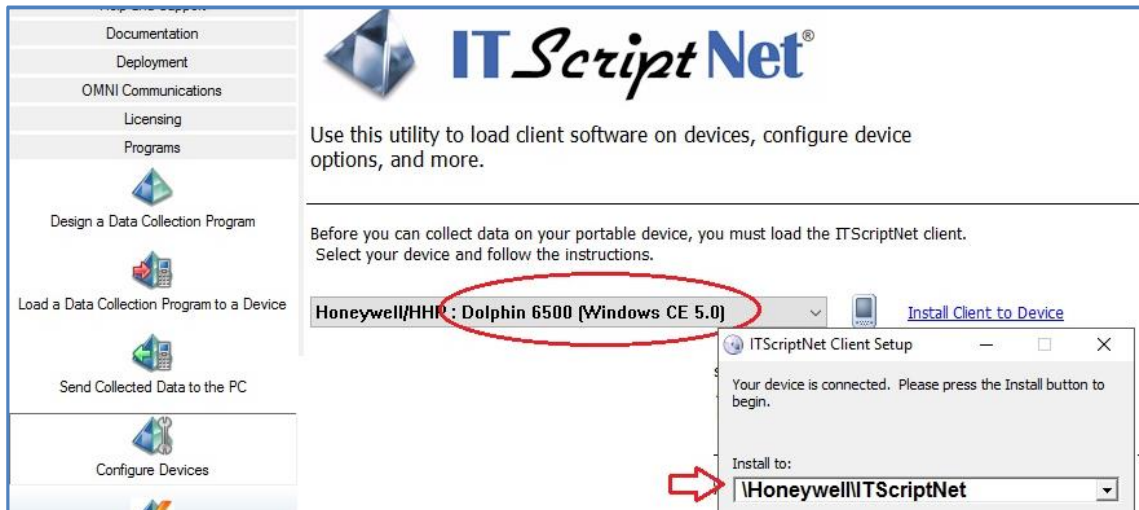 Documentation
Deployment
OMNI Communications
Licensing
Programs
Design a Data Collection Program
Load a Data Collection Program to a Device
Send Collected Data to the PC
Configure Devices
ITScriptNet®
Use this utility to load client software on devices, configure device
options, and more.
Before you can collect data on your portable device, you must load the ITScriptNet client.
Select your device and follow the instructions.
Honeywell/HHP : Dolphin 6500 (Windows CE 5.0)
Install Client to Device
ITScriptNet Client Setup
Your device is connected. Please press the Install button to
begin.
Install to:
\Honeywell\ITScriptNet